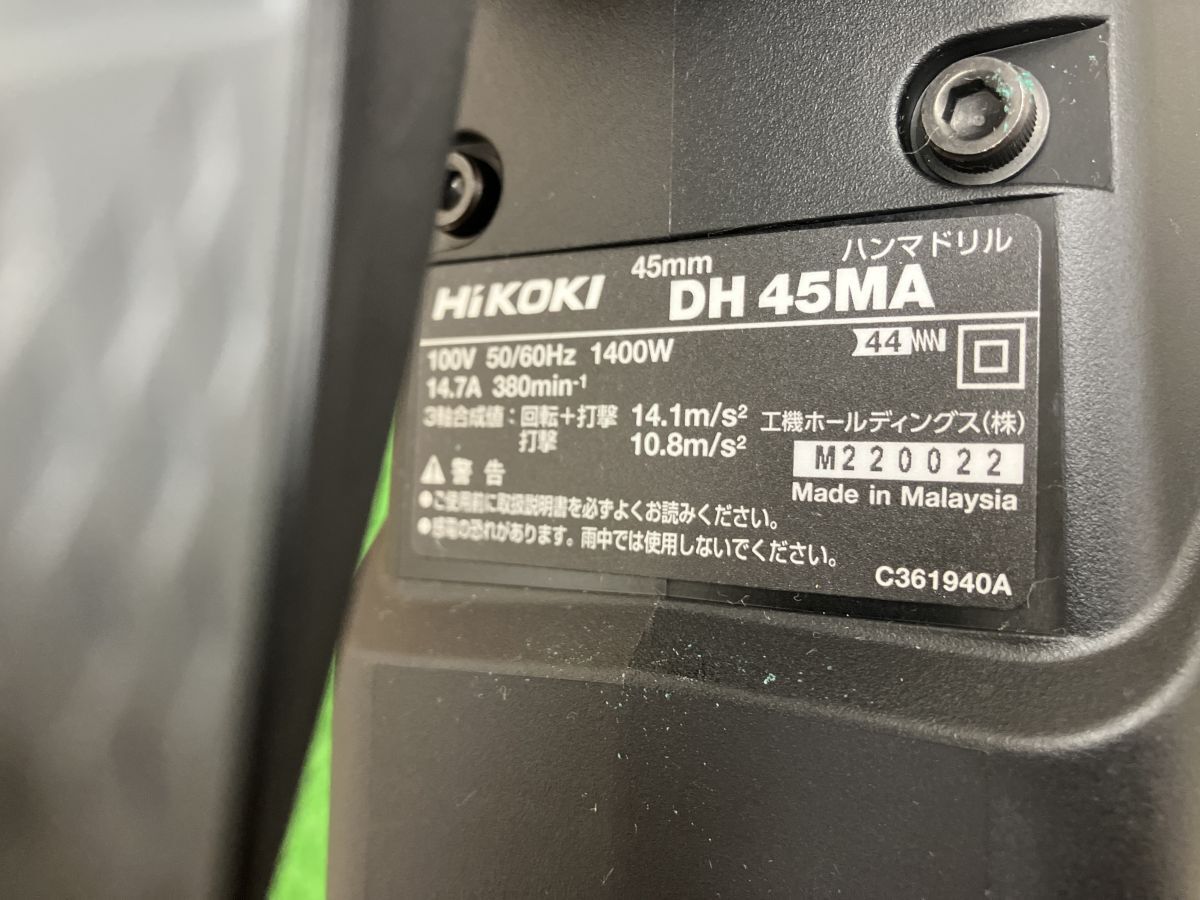 HiKOKI 45mm DH 45MA ハンマドリル
100V 50/60Hz 1400W 44
14.7A 380min⁻¹
3軸合成値：回転＋打撃 14.1m/s²
打撃 10.8m/s²
工機ホールディングス(株)
M220022
Made in Malaysia
警告
●ご使用前に取扱説明書を必ずよくお読みください。
●感電の恐れがあります。雨中では使用しないでください。
C361940A